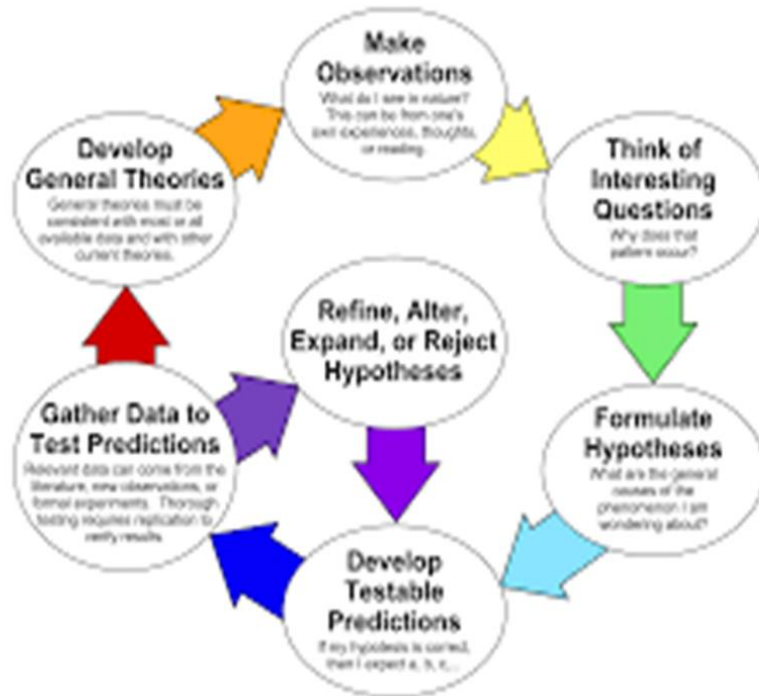 Make
Observations
What do I see in nature?
This can be from one's
own experiences, thoughts,
or reading.
Think of
Interesting
Questions
Why does that
pattern occur?
Formulate
Hypotheses
What are the general
causes of the
phenomenon I am
wondering about?
Develop
Testable
Predictions
If my hypotesis is correct,
then I expect a, b, c,...
Gather Data to
Test Predictions
Relevant data can come from the
literature, new observations, or
formal experiments. Thorough
testing requires replication to
verify results.
Refine, Alter,
Expand, or Reject
Hypotheses
Develop
General Theories
General theories must be
consistent with most or all
available data and with other
current theories.